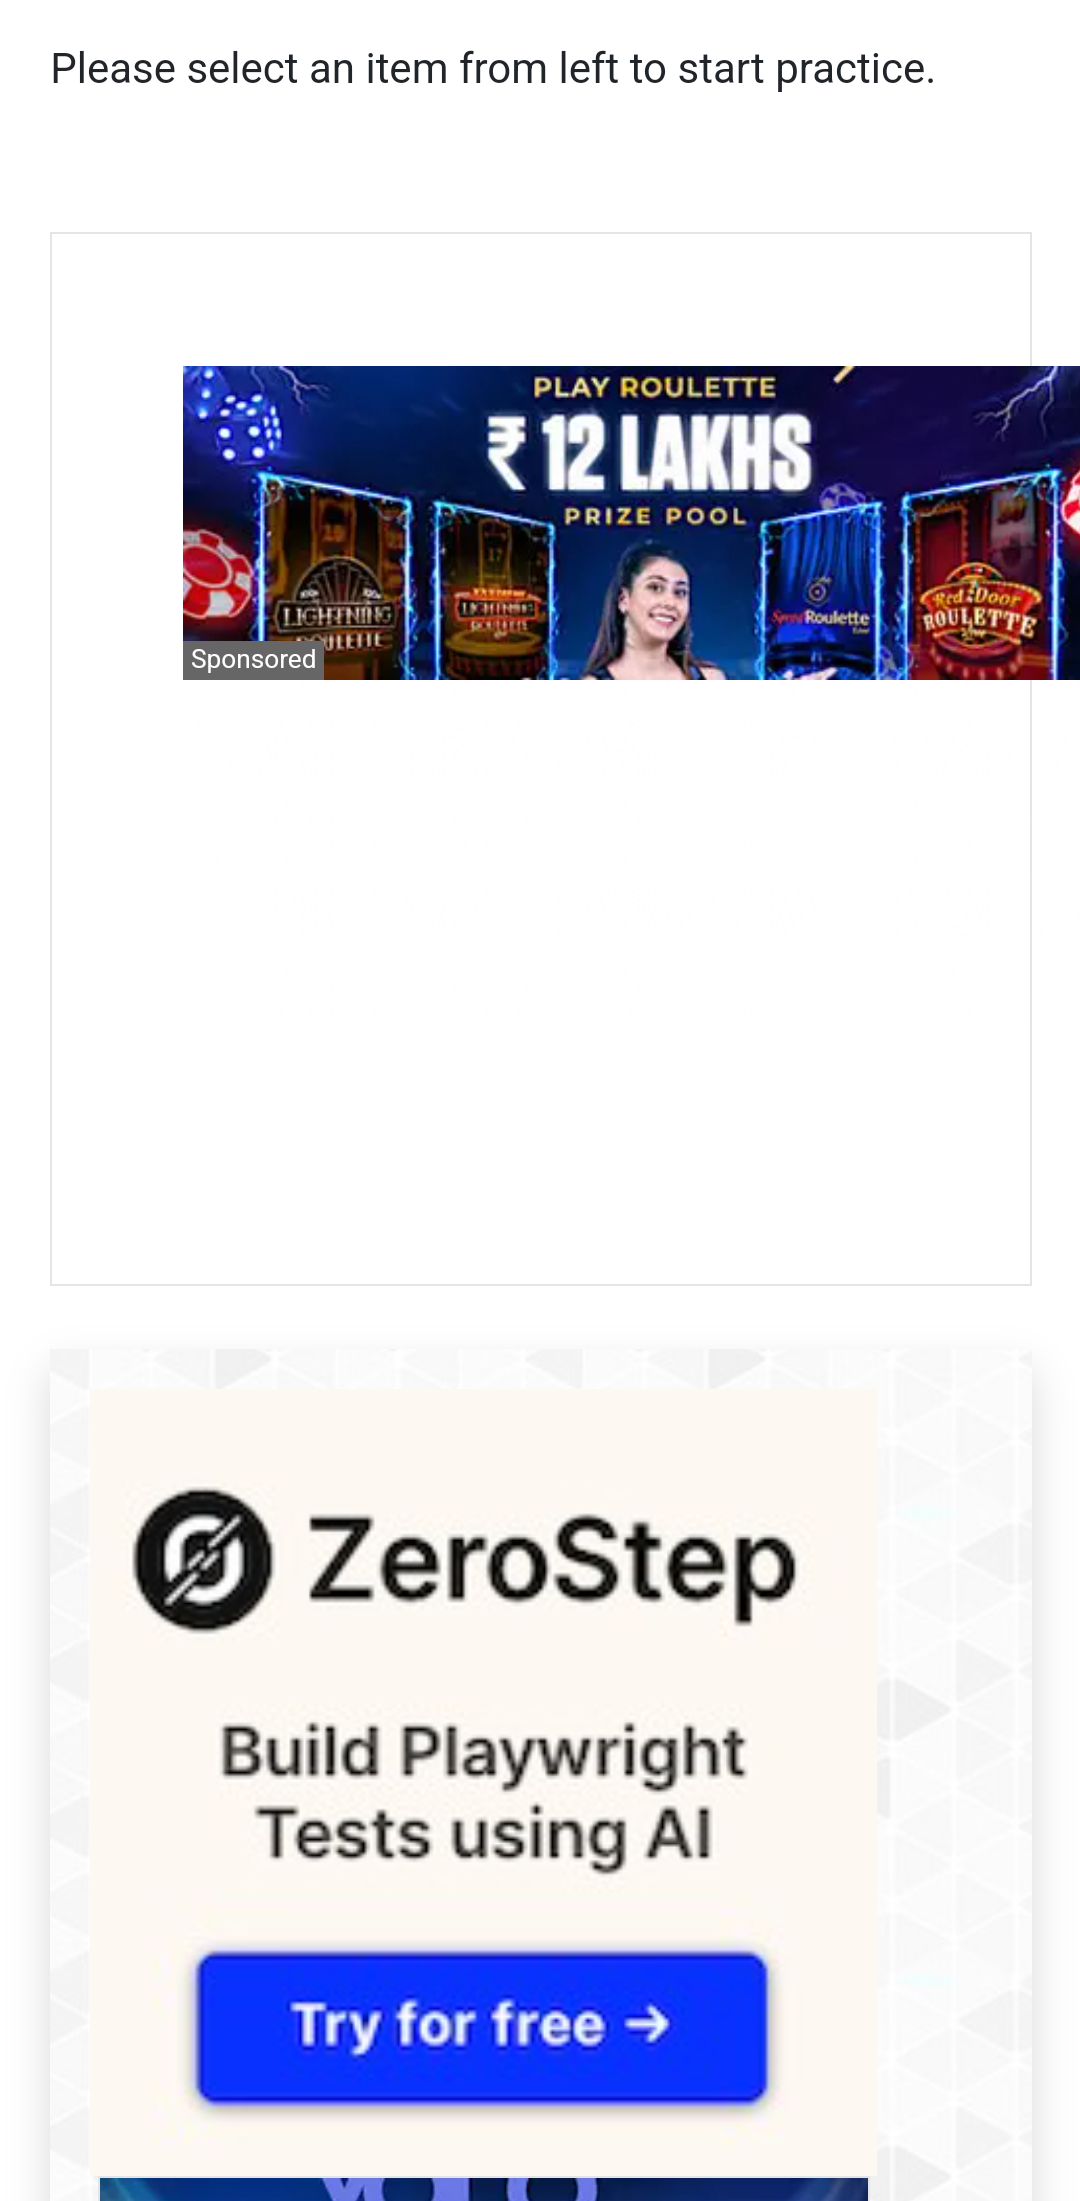 Please select an item from left to start practice.
PLAY ROULETTE
₹ 12 LAKHS
PRIZE POOL
LIGHTNING
ROULETTE
LIGHTNING
ROULETTE
Speed Roulette
Live
Red Door
ROULETTE
Sponsored
ZeroStep
Build Playwright
Tests using AI
Try for free →